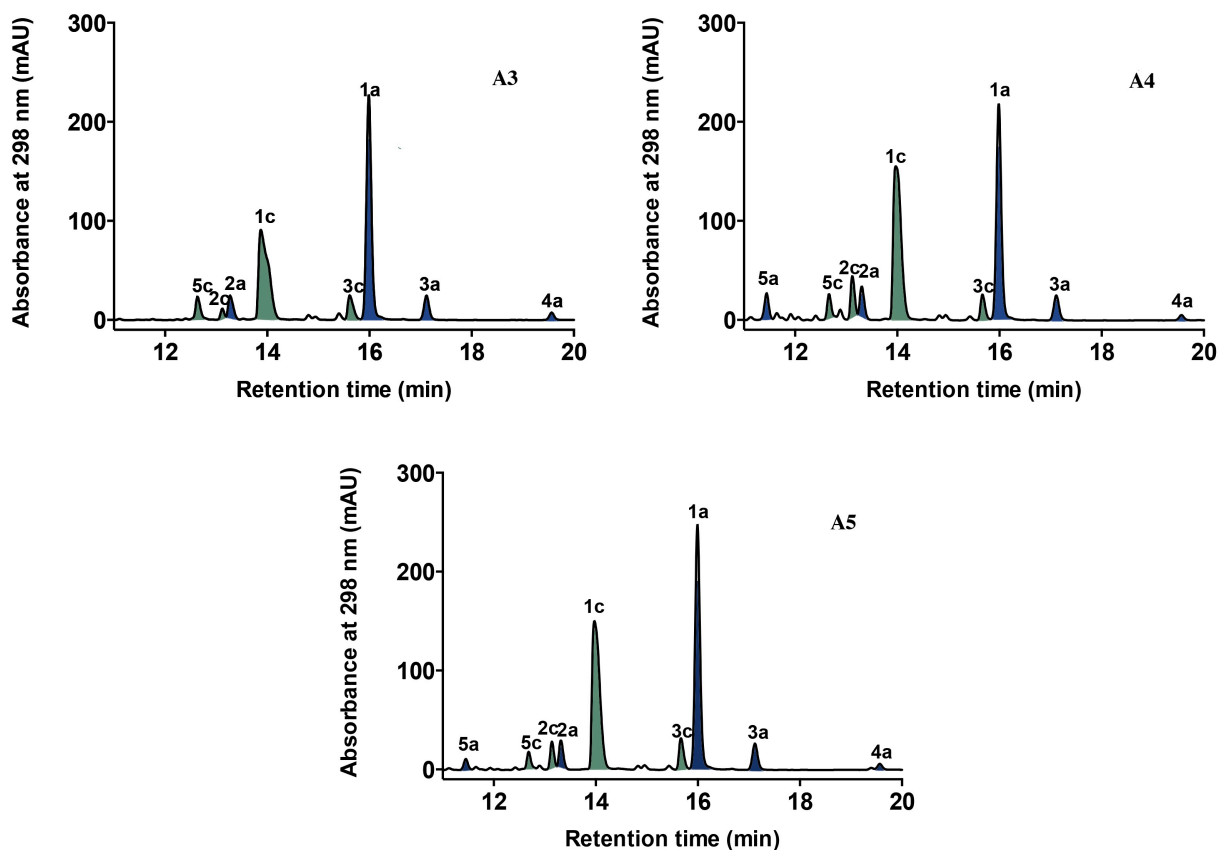 Absorbance at 298 nm (mAU)
300
200
100
0
A3
5c
2c
2a
1c
3c
1a
3a
4a
12
14
16
18
20
Retention time (min)
Absorbance at 298 nm (mAU)
300
200
100
0
A4
5a
5c
2c
2a
1c
3c
1a
3a
4a
12
14
16
18
20
Retention time (min)
Absorbance at 298 nm (mAU)
300
200
100
0
A5
5a
5c
2c
2a
1c
3c
1a
3a
4a
12
14
16
18
20
Retention time (min)